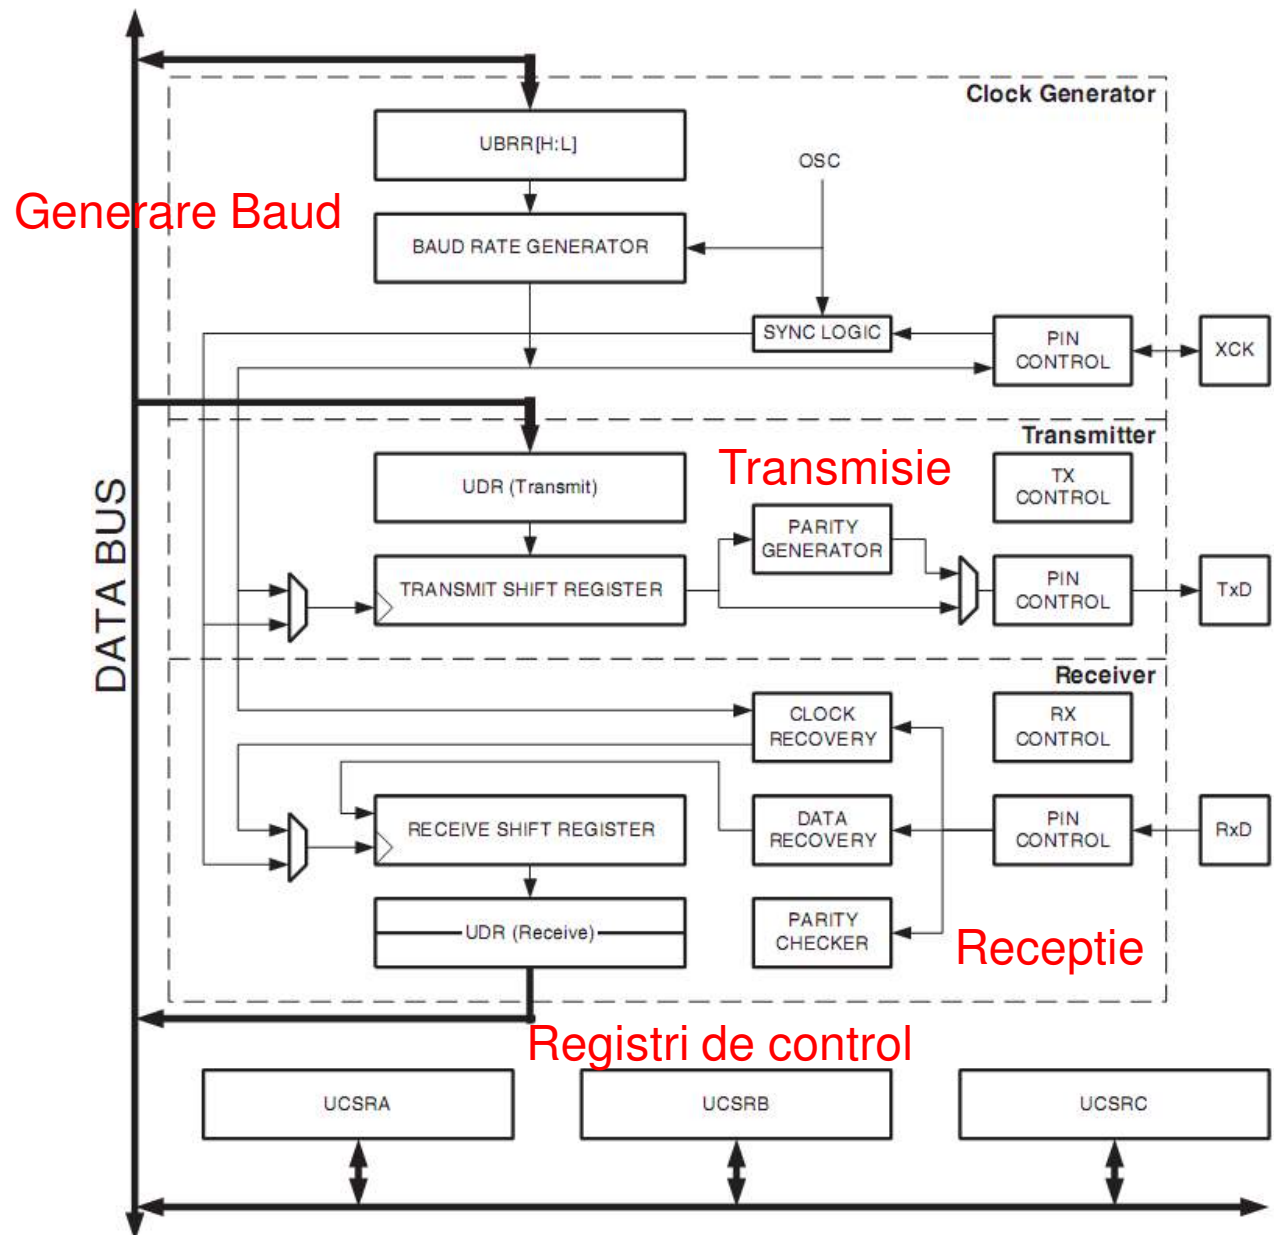 Clock Generator
UBRR[H:L]
OSC
Generare Baud
BAUD RATE GENERATOR
SYNC LOGIC
PIN
CONTROL
XCK
Transmitter
Transmisie
UDR (Transmit)
TX
CONTROL
DATA BUS
PARITY
GENERATOR
TRANSMIT SHIFT REGISTER
PIN
CONTROL
TxD
Receiver
CLOCK
RECOVERY
RX
CONTROL
RECEIVE SHIFT REGISTER
DATA
RECOVERY
PIN
CONTROL
RxD
UDR (Receive)
PARITY
CHECKER
Receptie
Registri de control
UCSRA
UCSRB
UCSRC